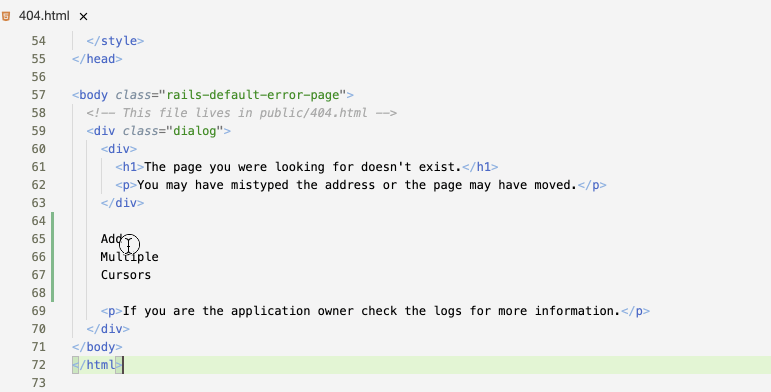 404.html ×
54 </style>
55 </head>
56
57 <body class="rails-default-error-page">
58 <!-- This file lives in public/404.html -->
59 <div class="dialog">
60 <div>
61 <h1>The page you were looking for doesn't exist.</h1>
62 <p>You may have mistyped the address or the page may have moved.</p>
63 </div>
64
65 Add
66 Multiple
67 Cursors
68
69 <p>If you are the application owner check the logs for more information.</p>
70 </div>
71 </body>
72 </html>
73